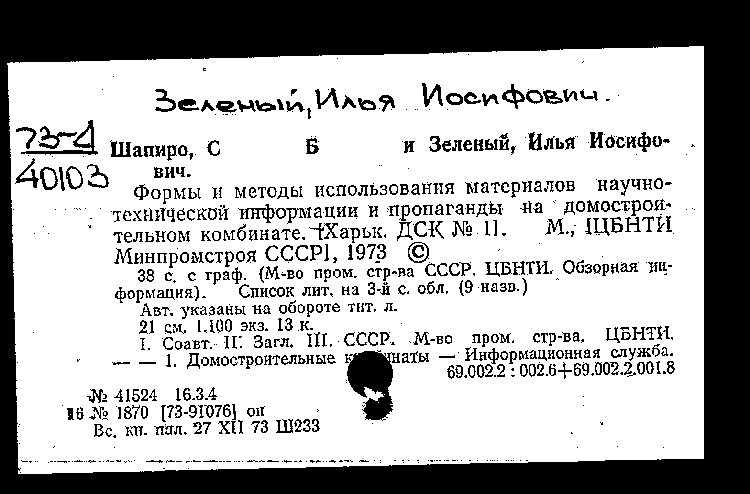 Зеленый, Илья Иосифович.
73-4
40103
Шапиро, С Б и Зеленый, Илья Иосифо-
вич.
Формы и методы использования материалов научно-
технической информации и пропаганды на домострои-
тельном комбинате. [Харьк. ДСК № 1]. М., [ЦБНТИ
Минпромстроя СССР], 1973 ©
38 с. с граф. (М-во пром. стр-ва СССР. ЦБНТИ. Обзорная ин-
формация). Список лит. на 3-й с. обл. (9 назв.)
Авт. указаны на обороте тит. л.
21 см. 1.100 экз. 13 к.
I. Соавт. II. Загл. III. СССР. М-во пром. стр-ва. ЦБНТИ.
— — 1. Домостроительные — Информационная служба.
69.002.2 : 002.6+69.002.2.001.8
№ 41524 16.3.4
16 № 1870 [73-91076] оп
Вс. кн. пал. 27 XII 73 Ш233